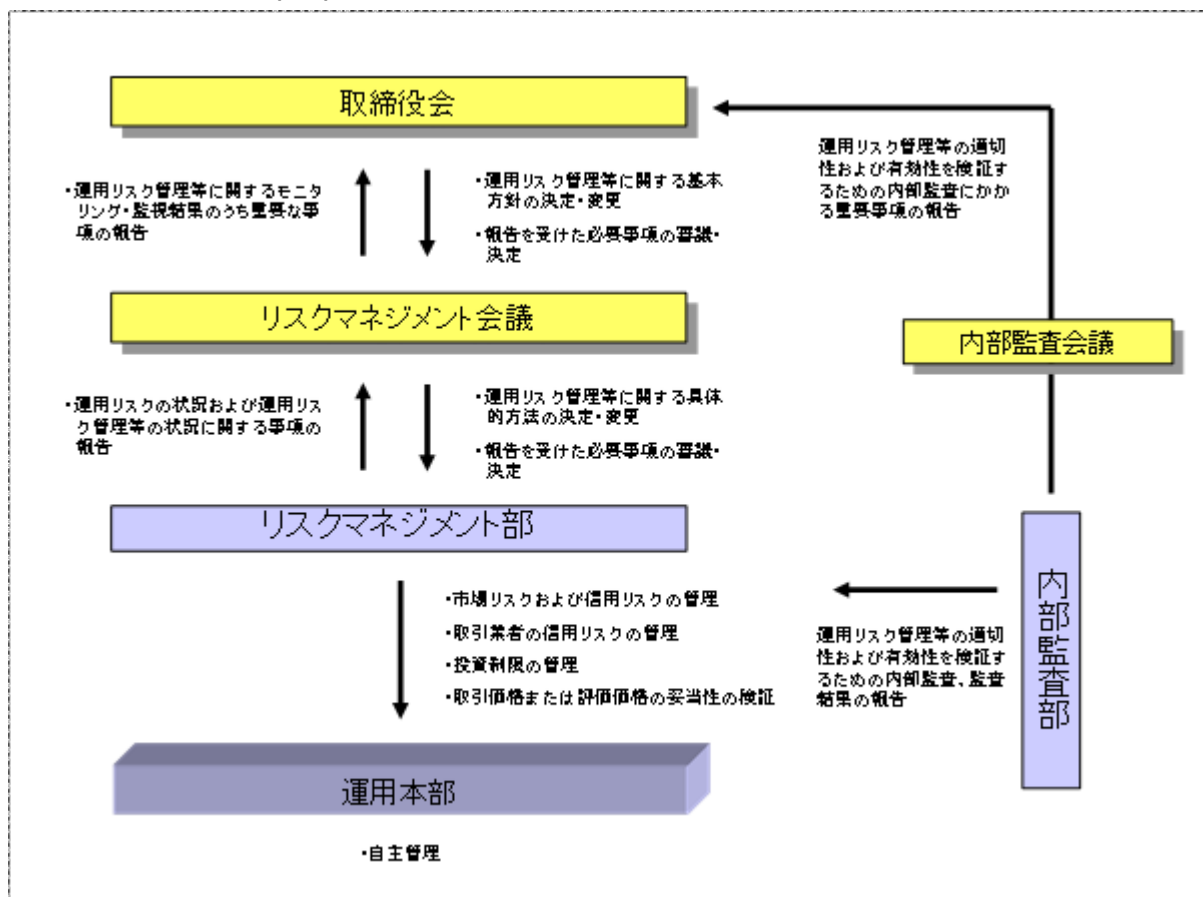 取締役会
・運用リスク管理等に関するモニ
タリング・監視結果のうち重要な事
項の報告
・運用リスク管理等に関する基本
方針の決定・変更
・報告を受けた必要事項の審議・
決定
運用リスク管理等の適切
性および有効性を検証す
るための内部監査にかか
る重要事項の報告
リスクマネジメント会議
内部監査会議
・運用リスクの状況および運用リス
ク管理等の状況に関する事項の
報告
・運用リスク管理等に関する具体
的方法の決定・変更
・報告を受けた必要事項の審議・
決定
リスクマネジメント部
内部監査部
・市場リスクおよび信用リスクの管理
・取引業者の信用リスクの管理
・投資制限の管理
・取引価格または評価価格の妥当性の検証
運用リスク管理等の適切
性および有効性を検証す
るための内部監査、監査
結果の報告
運用本部
・自主管理